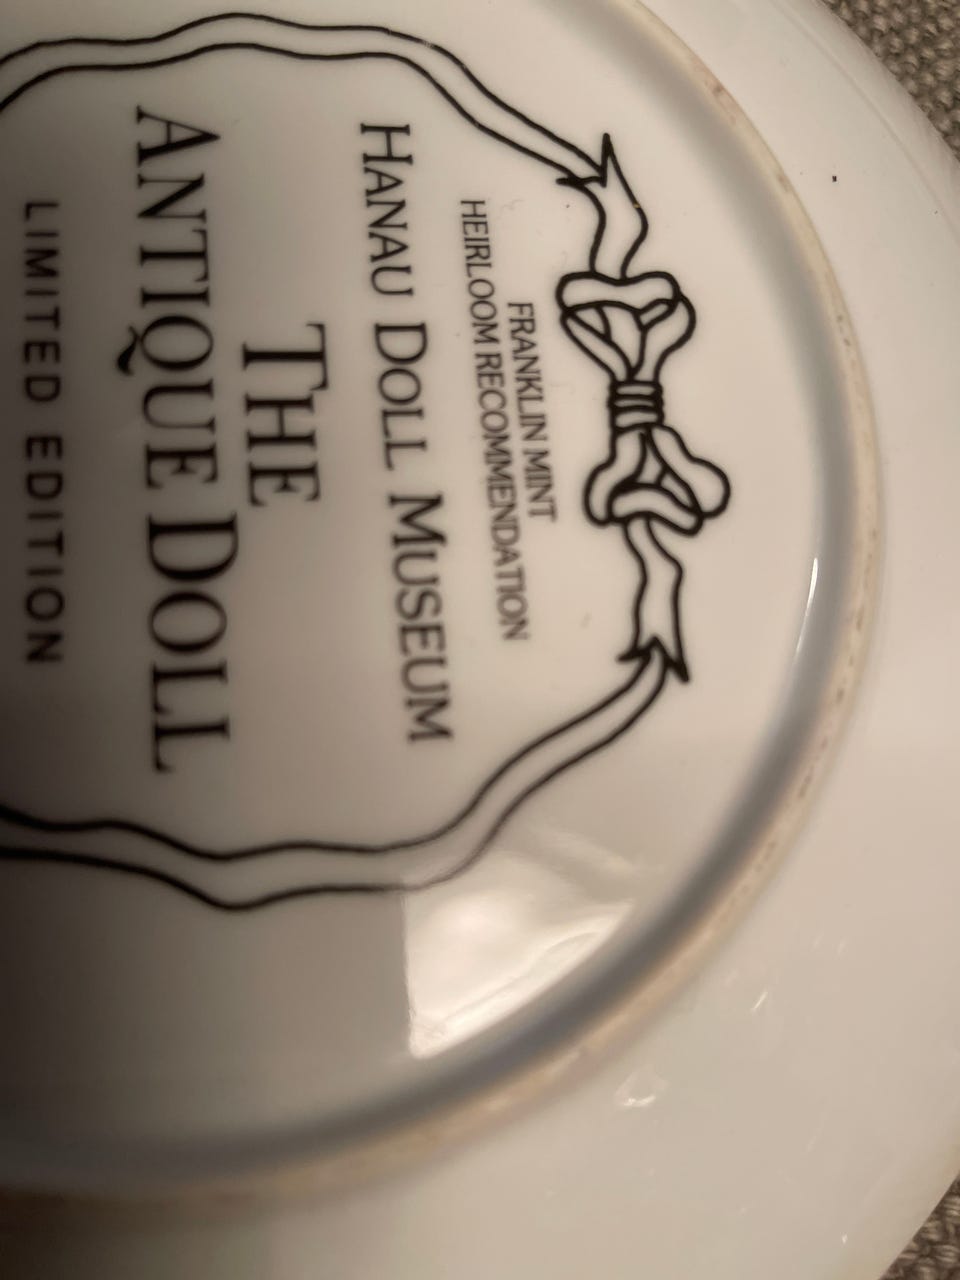 FRANKLIN MINT
HEIRLOOM RECOMMENDATION
HANAU DOLL MUSEUM
THE
ANTIQUE DOLL
LIMITED EDITION